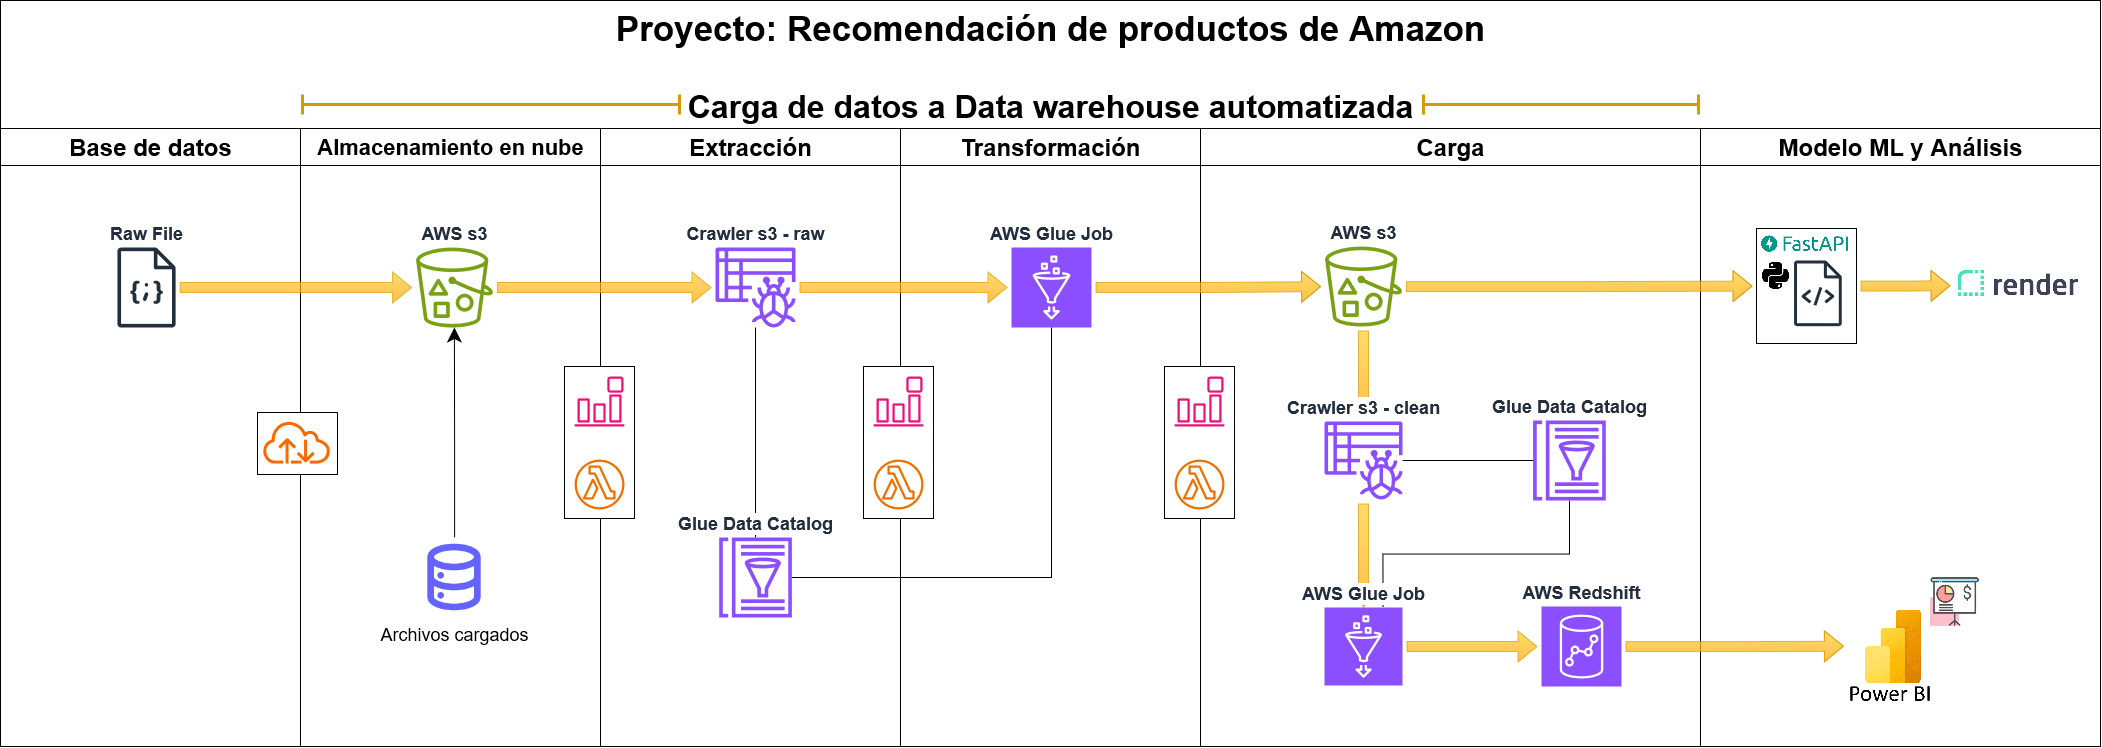 Proyecto: Recomendación de productos de Amazon
Carga de datos a Data warehouse automatizada
Base de datos
Almacenamiento en nube
Extracción
Transformación
Carga
Modelo ML y Análisis
Raw File
{;}
AWS s3
Crawler s3 - raw
AWS Glue Job
AWS s3
FastAPI
</>
render
Crawler s3 - clean
Glue Data Catalog
Glue Data Catalog
Archivos cargados
AWS Glue Job
AWS Redshift
$
Power BI